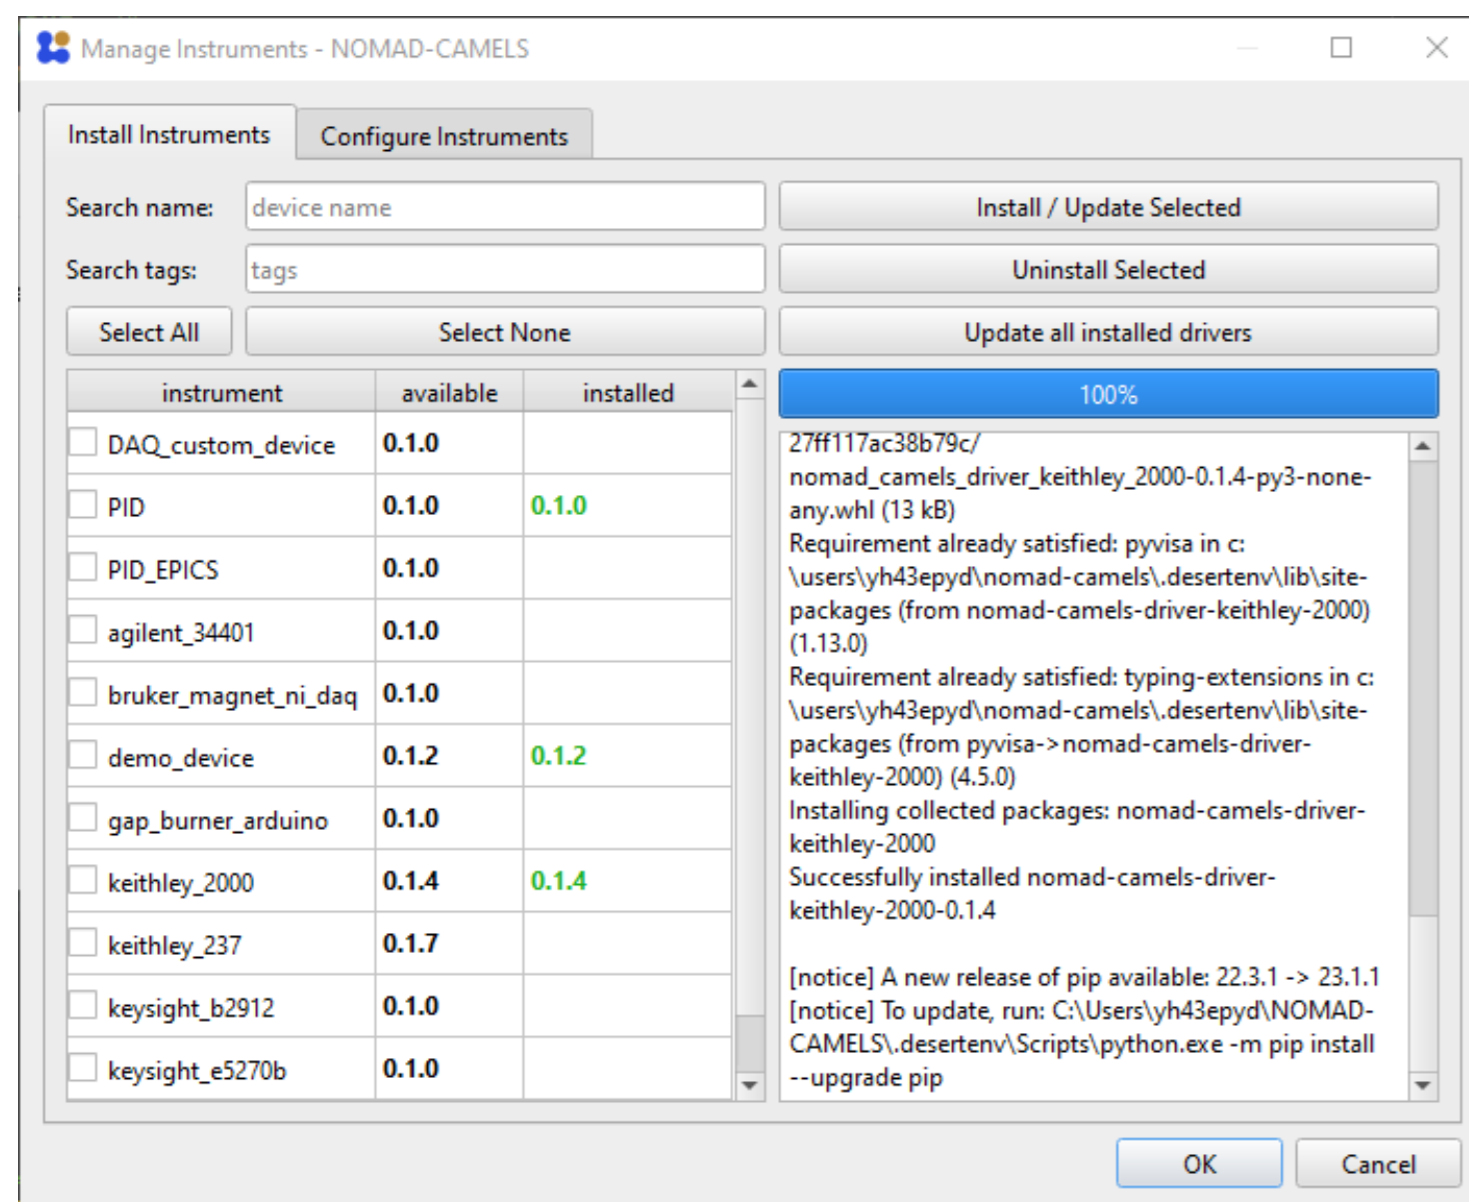 Manage Instruments - NOMAD-CAMELS
Install Instruments
Configure Instruments
Search name:
device name
Install / Update Selected
Search tags:
tags
Uninstall Selected
Select All
Select None
Update all installed drivers
instrument available installed
DAQ_custom_device 0.1.0
PID 0.1.0 0.1.0
PID_EPICS 0.1.0
agilent_34401 0.1.0
bruker_magnet_ni_daq 0.1.0
demo_device 0.1.2 0.1.2
gap_burner_arduino 0.1.0
keithley_2000 0.1.4 0.1.4
keithley_237 0.1.7
keysight_b2912 0.1.0
keysight_e5270b 0.1.0
100%
27ff117ac38b79c/
nomad_camels_driver_keithley_2000-0.1.4-py3-none-
any.whl (13 kB)
Requirement already satisfied: pyvisa in c:
\users\yh43epyd\nomad-camels\.desertenv\lib\site-
packages (from nomad-camels-driver-keithley-2000)
(1.13.0)
Requirement already satisfied: typing-extensions in c:
\users\yh43epyd\nomad-camels\.desertenv\lib\site-
packages (from pyvisa->nomad-camels-driver-
keithley-2000) (4.5.0)
Installing collected packages: nomad-camels-driver-
keithley-2000
Successfully installed nomad-camels-driver-
keithley-2000-0.1.4
[notice] A new release of pip available: 22.3.1 -> 23.1.1
[notice] To update, run: C:\Users\yh43epyd\NOMAD-
CAMELS\.desertenv\Scripts\python.exe -m pip install
--upgrade pip
OK
Cancel